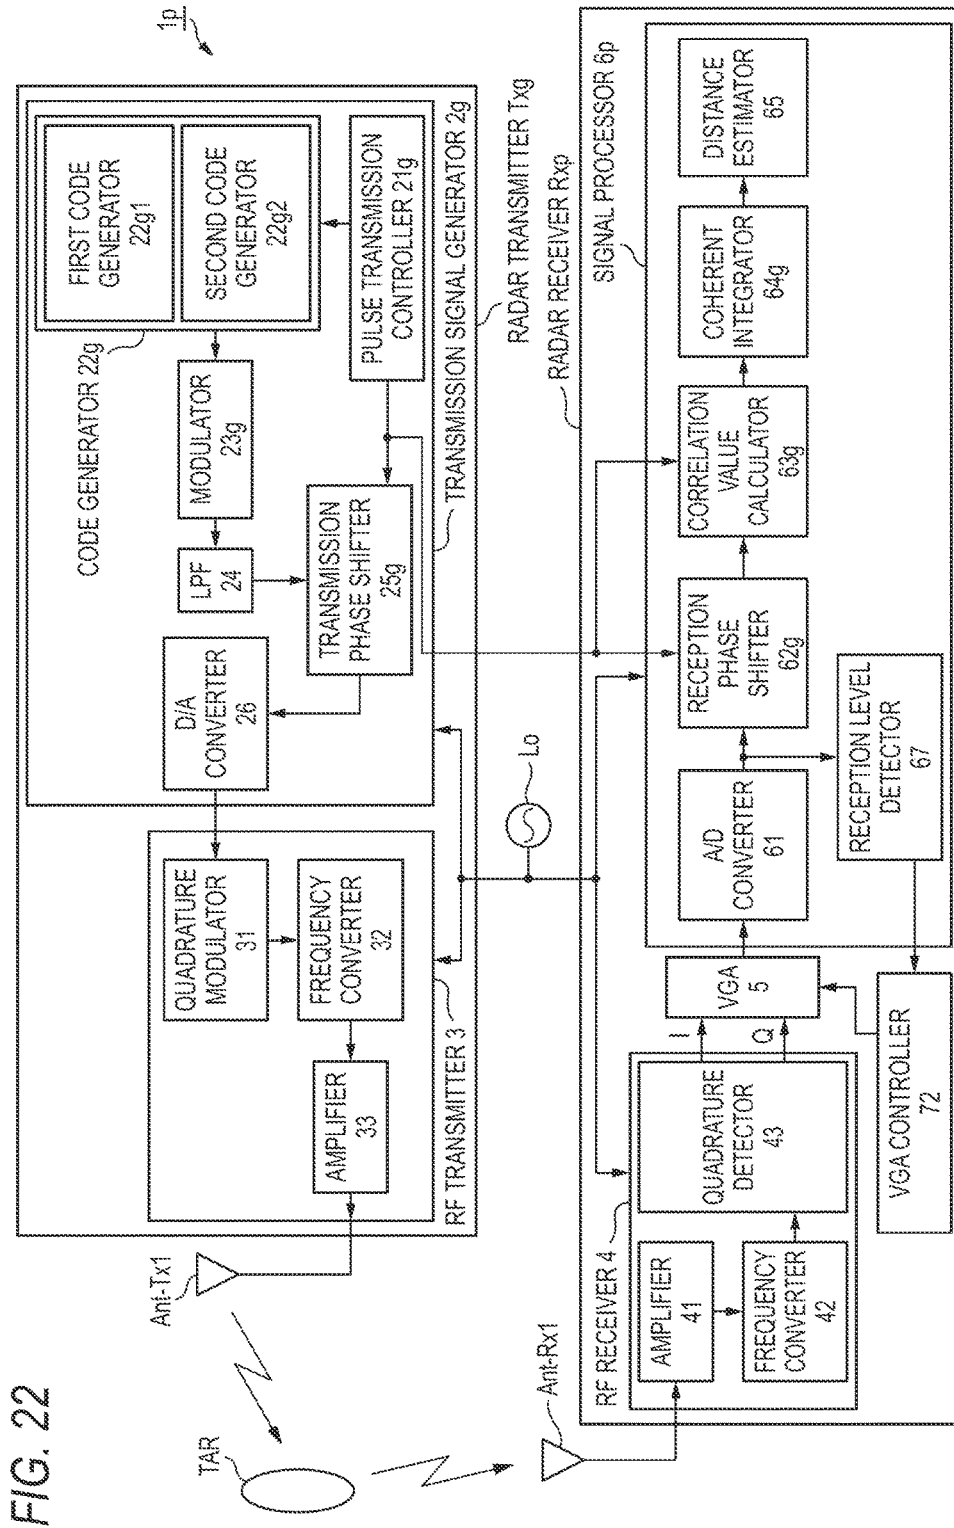 FIG. 22
1p
TAR
Ant-Tx1
Ant-Rx1
CODE GENERATOR 22g
FIRST CODE
GENERATOR
22g1
SECOND CODE
GENERATOR
22g2
PULSE TRANSMISSION
CONTROLLER 21g
MODULATOR
23g
LPF
24
TRANSMISSION
PHASE SHIFTER
25g
D/A
CONVERTER
26
QUADRATURE
MODULATOR
31
FREQUENCY
CONVERTER
32
AMPLIFIER
33
RF TRANSMITTER 3
TRANSMISSION SIGNAL GENERATOR 2g
RADAR TRANSMITTER Txg
Lo
RADAR RECEIVER Rxp
SIGNAL PROCESSOR 6p
RF RECEIVER 4
AMPLIFIER
41
FREQUENCY
CONVERTER
42
QUADRATURE
DETECTOR
43
I
Q
VGA
5
VGA CONTROLLER
72
A/D
CONVERTER
61
RECEPTION
PHASE
SHIFTER
62g
CORRELATION
VALUE
CALCULATOR
63g
COHERENT
INTEGRATOR
64g
DISTANCE
ESTIMATOR
65
RECEPTION LEVEL
DETECTOR
67